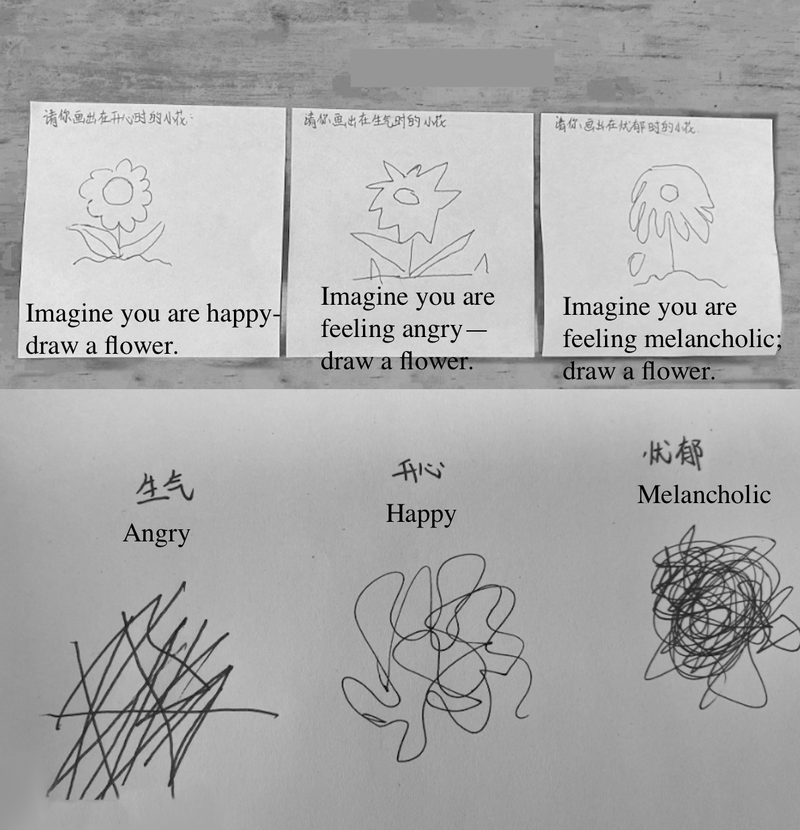 请你画出在开心时的小花:
请你画出在生气时的小花
请你画出在忧郁时的小花
Imagine you are happy-
draw a flower.
Imagine you are
feeling angry—
draw a flower.
Imagine you are
feeling melancholic;
draw a flower.
生气
Angry
开心
Happy
忧郁
Melancholic